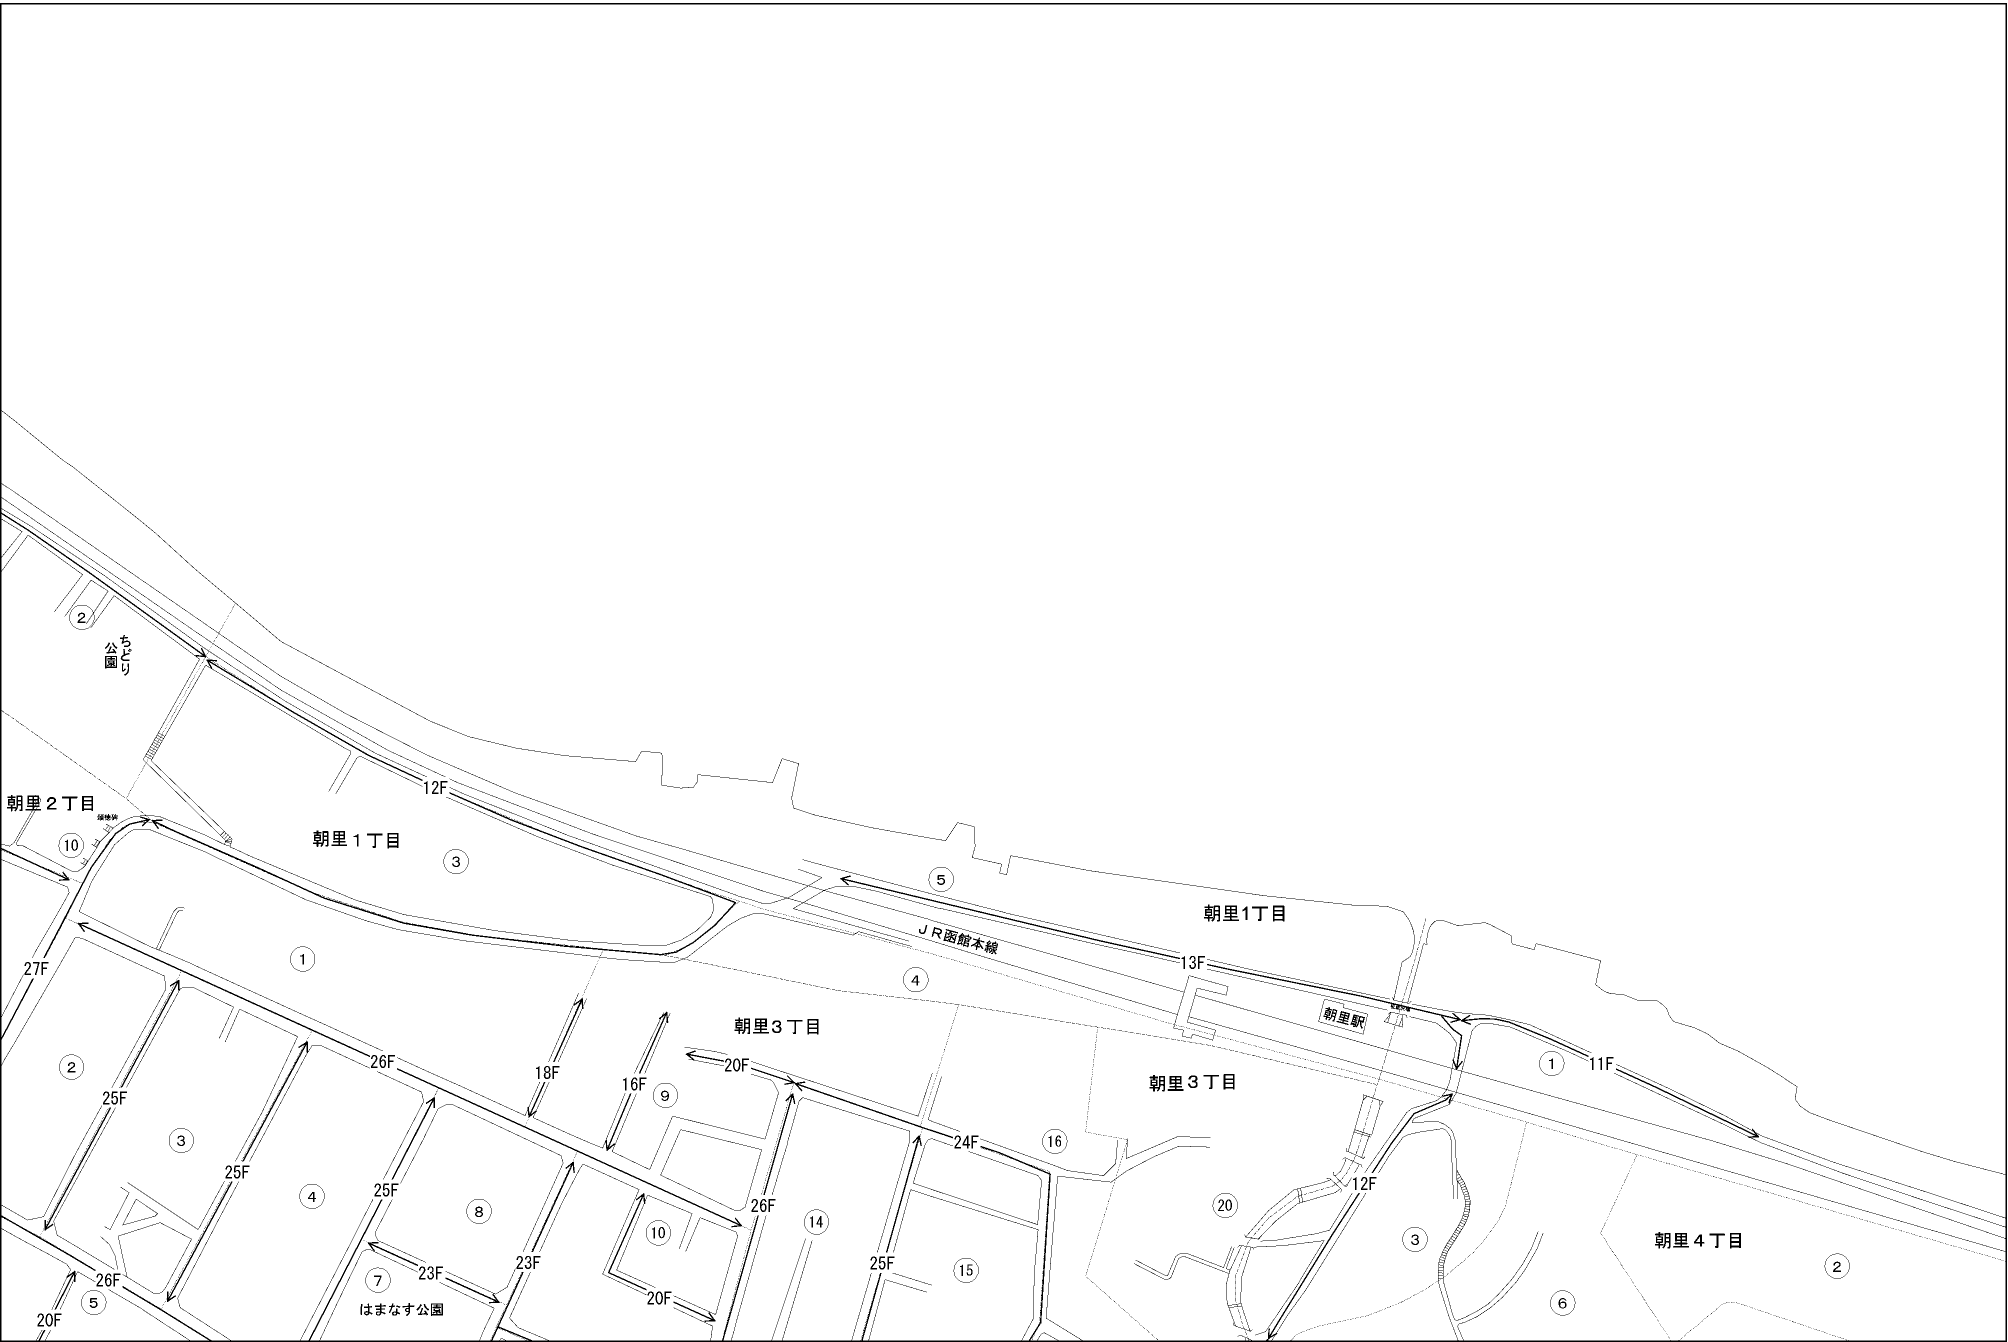 ②
ちどり
公園
朝里２丁目
⑩
12F
朝里１丁目
③
⑤
朝里1丁目
ＪＲ函館本線
13F
27F
①
④
朝里駅
朝里３丁目
②
26F
18F
16F
20F
⑨
朝里３丁目
①
11F
25F
③
24F
⑯
25F
④
25F
⑧
26F
⑭
12F
⑳
⑩
③
朝里４丁目
②
26F
⑤
20F
⑦
23F
23F
はまなす公園
20F
25F
⑮
⑥